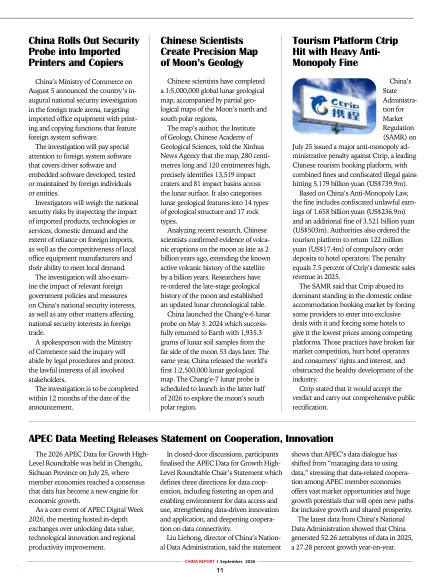 China Rolls Out Security
Probe into Imported
Printers and Copiers
China's Ministry of Commerce on
August 5 announced the country's in-
augural national security investigation
in the foreign trade arena, targeting
imported office equipment with print-
ing and copying functions that feature
foreign system software.
The investigation will pay special
attention to foreign system software
that covers driver software and
embedded software developed, tested
or maintained by foreign individuals
or entities.
Investigators will weigh the national
security risks by inspecting the impact
of imported products, technologies or
services, domestic demand and the
extent of reliance on foreign imports,
as well as the competitiveness of local
office equipment manufacturers and
their ability to meet local demand.
The investigation will also exam-
ine the impact of relevant foreign
government policies and measures
on China's national security interests,
as well as any other matters affecting
national security interests in foreign
trade.
A spokesperson with the Ministry
of Commerce said the inquiry will
abide by legal procedures and protect
the lawful interests of all involved
stakeholders.
The investigation is to be completed
within 12 months of the date of the
announcement.
Chinese Scientists
Create Precision Map
of Moon's Geology
Chinese scientists have completed
a 1:5,000,000 global lunar geological
map, accompanied by partial geo-
logical maps of the Moon's north and
south polar regions.
The map's author, the Institute
of Geology, Chinese Academy of
Geological Sciences, told the Xinhua
News Agency that the map, 280 centi-
metres long and 120 centimetres high,
precisely identifies 13,519 impact
craters and 81 impact basins across
the lunar surface. It also categorises
lunar geological features into 14 types
of geological structure and 17 rock
types.
Analyzing recent research, Chinese
scientists confirmed evidence of volca-
nic eruptions on the moon as late as 2
billion years ago, extending the known
active volcanic history of the satellite
by a billion years. Researchers have
re-ordered the late-stage geological
history of the moon and established
an updated lunar chronological table.
China launched the Chang'e-6 lunar
probe on May 3, 2024 which success-
fully returned to Earth with 1,935.3
grams of lunar soil samples from the
far side of the moon 53 days later. The
same year, China released the world's
first 1:2,500,000 lunar geological
map. The Chang'e-7 lunar probe is
scheduled to launch in the latter half
of 2026 to explore the moon's south
polar region.
Tourism Platform Ctrip
Hit with Heavy Anti-
Monopoly Fine
Ctrip
携程
China's
State
Administra-
tion for
Market
Regulation
(SAMR) on
July 25 issued a major anti-monopoly ad-
ministrative penalty against Ctrip, a leading
Chinese tourism booking platform, with
combined fines and confiscated illegal gains
hitting 5.179 billion yuan (US$739.9m).
Based on China's Anti-Monopoly Law,
the fine includes confiscated unlawful earn-
ings of 1.658 billion yuan (US$236.9m)
and an additional fine of 3.521 billion yuan
(US$503m). Authorities also ordered the
tourism platform to return 122 million
yuan (US$17.4m) of compulsory order
deposits to hotel operators. The penalty
equals 7.5 percent of Ctrip's domestic sales
revenue in 2025.
The SAMR said that Ctrip abused its
dominant standing in the domestic online
accommodation booking market by forcing
some providers to enter into exclusive
deals with it and forcing some hotels to
give it the lowest prices among competing
platforms. Those practices have broken fair
market competition, hurt hotel operators
and consumers' rights and interest, and
obstructed the healthy development of the
industry.
Ctrip stated that it would accept the
verdict and carry out comprehensive public
rectification.
APEC Data Meeting Releases Statement on Cooperation, Innovation
The 2026 APEC Data for Growth High-
Level Roundtable was held in Chengdu,
Sichuan Province on July 25, where
member economies reached a consensus
that data has become a new engine for
economic growth.
As a core event of APEC Digital Week
2026, the meeting hosted in-depth
exchanges over unlocking data value,
technological innovation and regional
productivity improvement.
In closed-door discussions, participants
finalised the APEC Data for Growth High-
Level Roundtable Chair's Statement which
defines three directions for data coop-
eration, including fostering an open and
enabling environment for data access and
use, strengthening data-driven innovation
and application, and deepening coopera-
tion on data connectivity.
Liu Liehong, director of China's Nation-
al Data Administration, said the statement
shows that APEC's data dialogue has
shifted from "managing data to using
data," stressing that data-related coopera-
tion among APEC member economies
offers vast market opportunities and huge
growth potentials that will open new paths
for inclusive growth and shared prosperity.
The latest data from China's National
Data Administration showed that China
generated 52.26 zettabytes of data in 2025,
a 27.28 percent growth year-on-year.
CHINA REPORT I September 2026
11